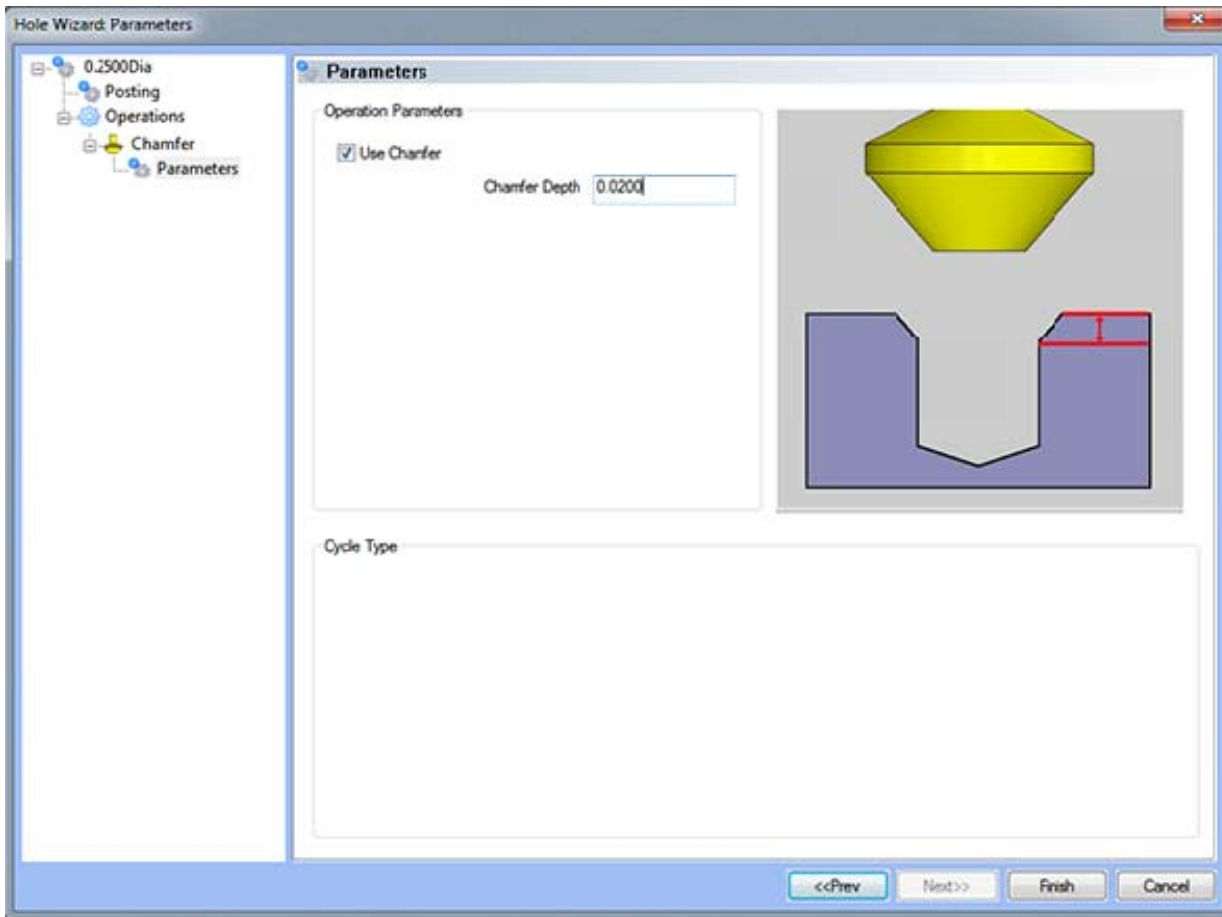 Hole Wizard: Parameters
0.2500Dia
Posting
Operations
Chamfer
Parameters
Parameters
Operation Parameters
Use Chamfer
Chamfer Depth 0.0200
Cycle Type
<<Prev Next>> Finish Cancel